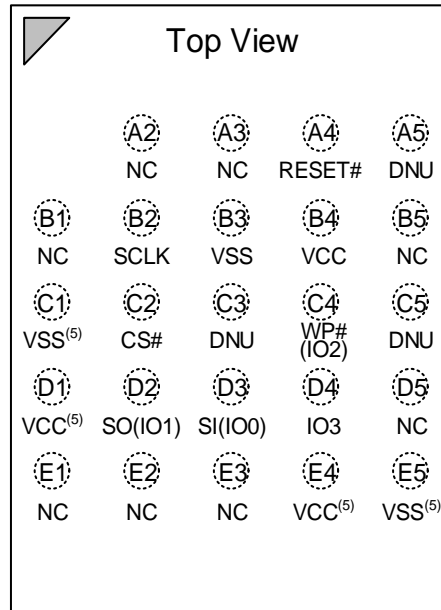 Top View
A2 A3 A4 A5
NC NC RESET# DNU
B1 B2 B3 B4 B5
NC SCLK VSS VCC NC
C1 C2 C3 C4 C5
VSS(5) CS# DNU WP# DNU
(IO2)
D1 D2 D3 D4 D5
VCC(5) SO(IO1) SI(IO0) IO3 NC
E1 E2 E3 E4 E5
NC NC NC VCC(5) VSS(5)